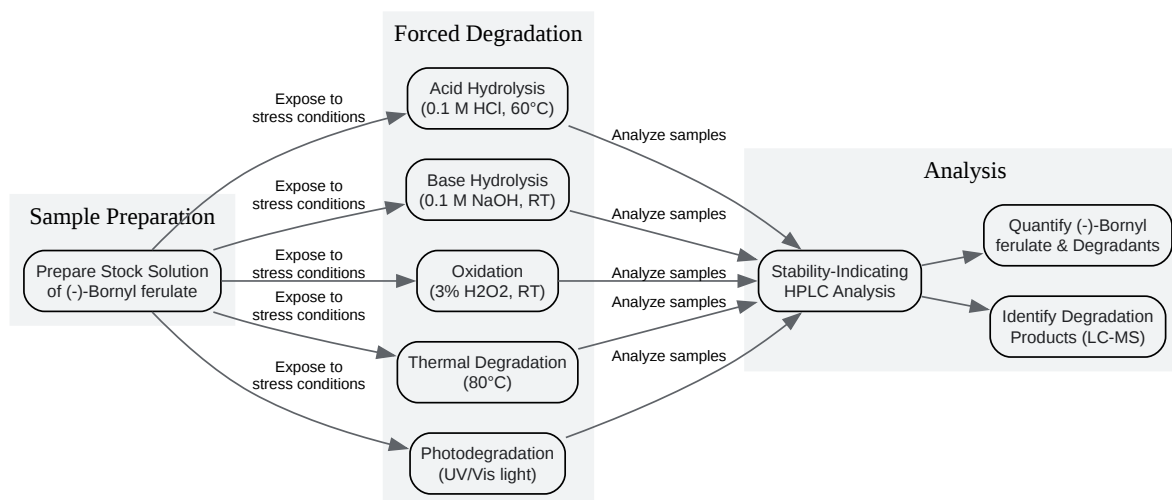 Forced Degradation
Acid Hydrolysis
(0.1 M HCl, 60°C)
Expose to
stress conditions
Analyze samples
Base Hydrolysis
(0.1 M NaOH, RT)
Expose to
stress conditions
Analyze samples
Analysis
Sample Preparation
Prepare Stock Solution
of (-)-Bornyl ferulate
Expose to
stress conditions
Oxidation
(3% H2O2, RT)
Analyze samples
Stability-Indicating
HPLC Analysis
Quantify (-)-Bornyl
ferulate & Degradants
Expose to
stress conditions
Analyze samples
Identify Degradation
Products (LC-MS)
Thermal Degradation
(80°C)
Expose to
stress conditions
Analyze samples
Photodegradation
(UV/Vis light)